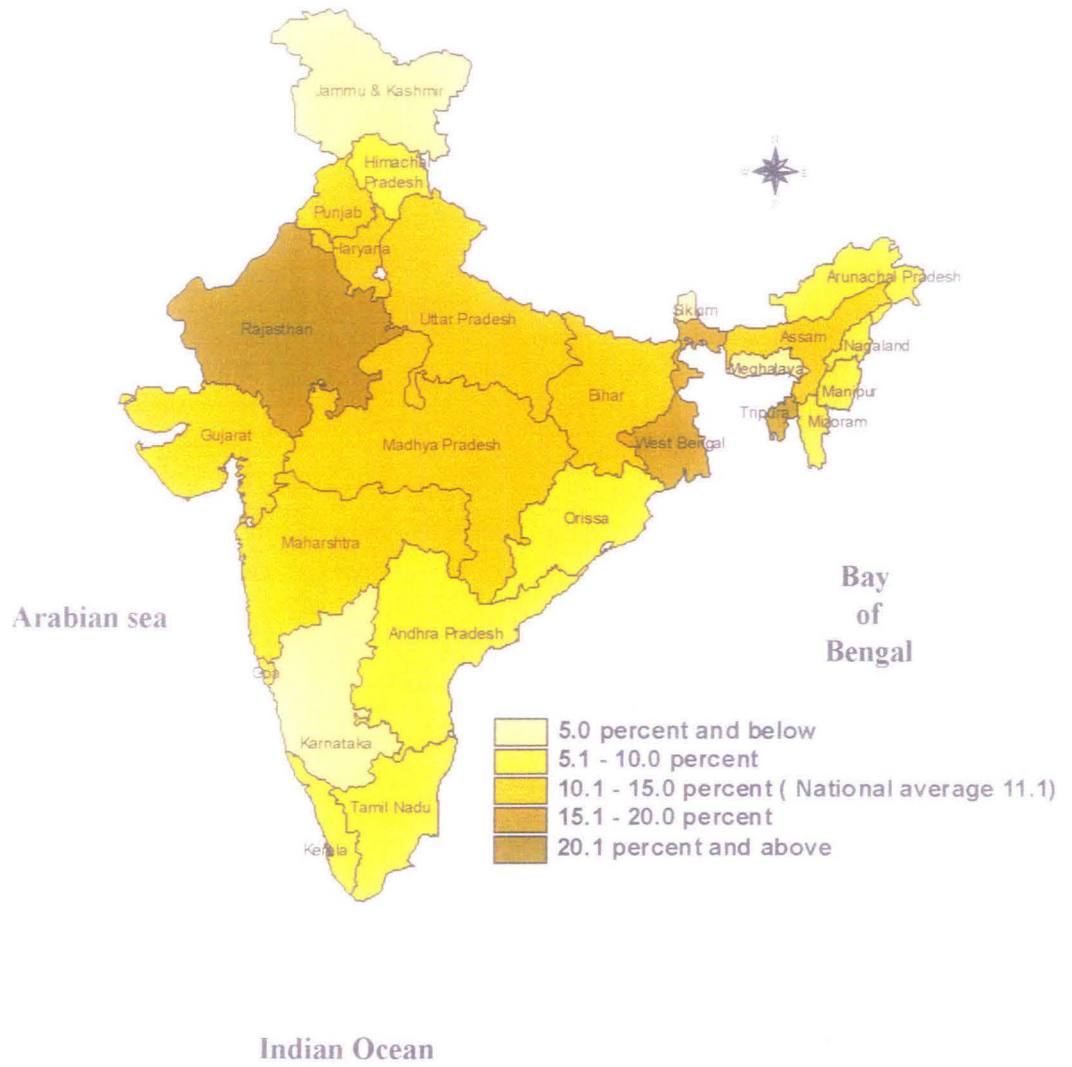 Jammu & Kashmir
Himachal
Pradesh
Punjab
Haryana
Rajasthan
Uttar Pradesh
Sikkim
Arunachal Pradesh
Assam
Nagaland
Meghalaya
Manipur
Tripura
Mizoram
Bihar
West Bengal
Gujarat
Madhya Pradesh
Orissa
Maharshtra
Andhra Pradesh
Goa
Karnataka
Tamil Nadu
Kerala
Arabian sea
Bay
of
Bengal
5.0 percent and below
5.1 - 10.0 percent
10.1 - 15.0 percent ( National average 11.1)
15.1 - 20.0 percent
20.1 percent and above
Indian Ocean